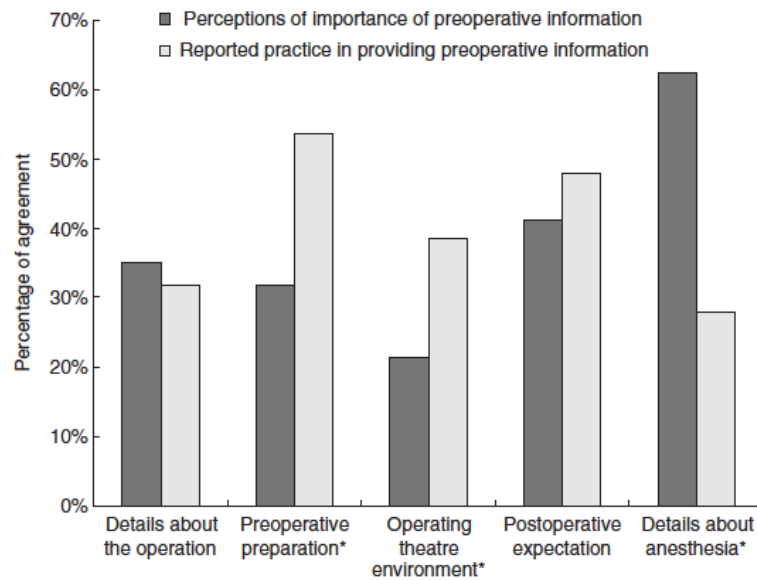 70%
Perceptions of importance of preoperative information
Reported practice in providing preoperative information
60%
50%
40%
30%
20%
10%
0%
Percentage of agreement
Details about
the operation
Preoperative
preparation*
Operating
theatre
environment*
Postoperative
expectation
Details about
anesthesia*